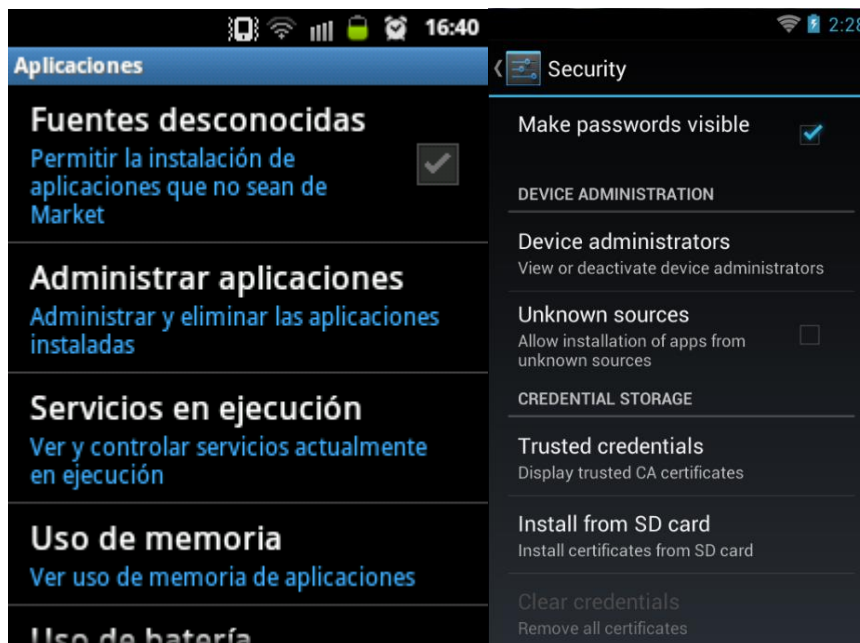 16:40
Aplicaciones
Fuentes desconocidas
Permitir la instalación de
aplicaciones que no sean de
Market
Administrar aplicaciones
Administrar y eliminar las aplicaciones
instaladas
Servicios en ejecución
Ver y controlar servicios actualmente
en ejecución
Uso de memoria
Ver uso de memoria de aplicaciones
Uso de batería
2:28
Security
Make passwords visible
DEVICE ADMINISTRATION
Device administrators
View or deactivate device administrators
Unknown sources
Allow installation of apps from
unknown sources
CREDENTIAL STORAGE
Trusted credentials
Display trusted CA certificates
Install from SD card
Install certificates from SD card
Clear credentials
Remove all certificates